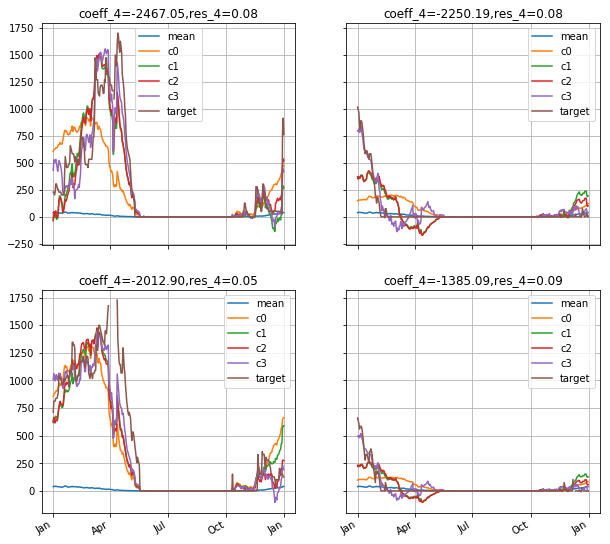 coeff_4=-2467.05,res_4=0.08
coeff_4=-2250.19,res_4=0.08
1750
1500
1250
1000
750
500
250
0
−250
mean
c0
c1
c2
c3
target
mean
c0
c1
c2
c3
target
coeff_4=-2012.90,res_4=0.05
coeff_4=-1385.09,res_4=0.09
1750
1500
1250
1000
750
500
250
0
mean
c0
c1
c2
c3
target
mean
c0
c1
c2
c3
target
Jan
Apr
Jul
Oct
Jan
Jan
Apr
Jul
Oct
Jan